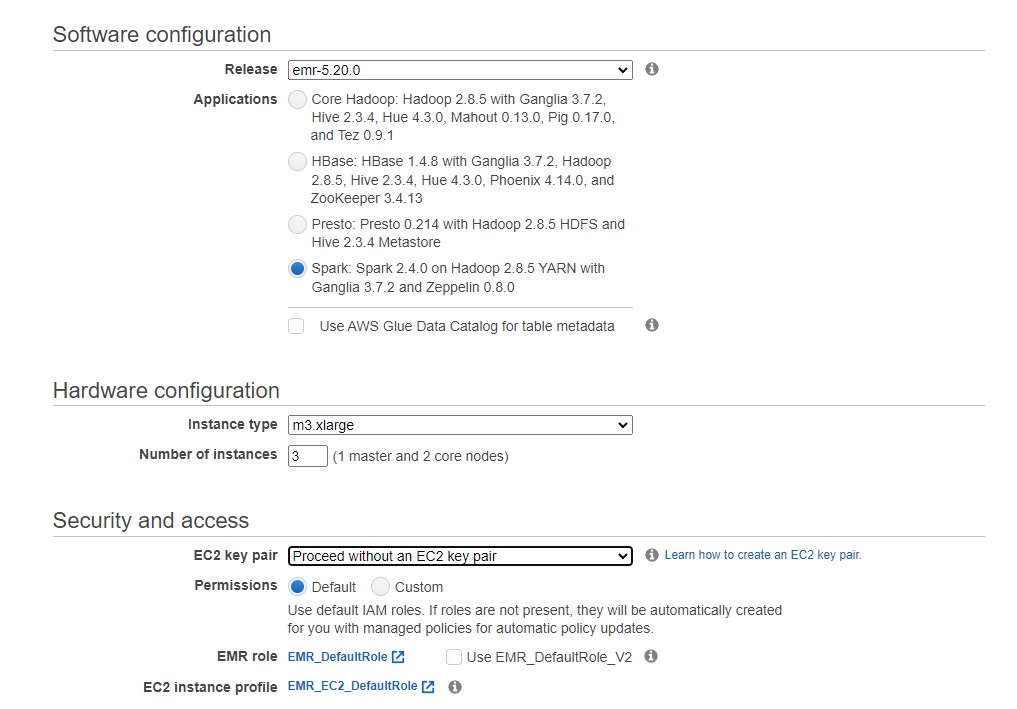 Software configuration
Release emr-5.20.0
Applications Core Hadoop: Hadoop 2.8.5 with Ganglia 3.7.2,
Hive 2.3.4, Hue 4.3.0, Mahout 0.13.0, Pig 0.17.0,
and Tez 0.9.1
HBase: HBase 1.4.8 with Ganglia 3.7.2, Hadoop
2.8.5, Hive 2.3.4, Hue 4.3.0, Phoenix 4.14.0, and
ZooKeeper 3.4.13
Presto: Presto 0.214 with Hadoop 2.8.5 HDFS and
Hive 2.3.4 Metastore
Spark: Spark 2.4.0 on Hadoop 2.8.5 YARN with
Ganglia 3.7.2 and Zeppelin 0.8.0
Use AWS Glue Data Catalog for table metadata
Hardware configuration
Instance type m3.xlarge
Number of instances 3 (1 master and 2 core nodes)
Security and access
EC2 key pair Proceed without an EC2 key pair Learn how to create an EC2 key pair.
Permissions Default Custom
Use default IAM roles. If roles are not present, they will be automatically created
for you with managed policies for automatic policy updates.
EMR role EMR_DefaultRole Use EMR_DefaultRole_V2
EC2 instance profile EMR_EC2_DefaultRole